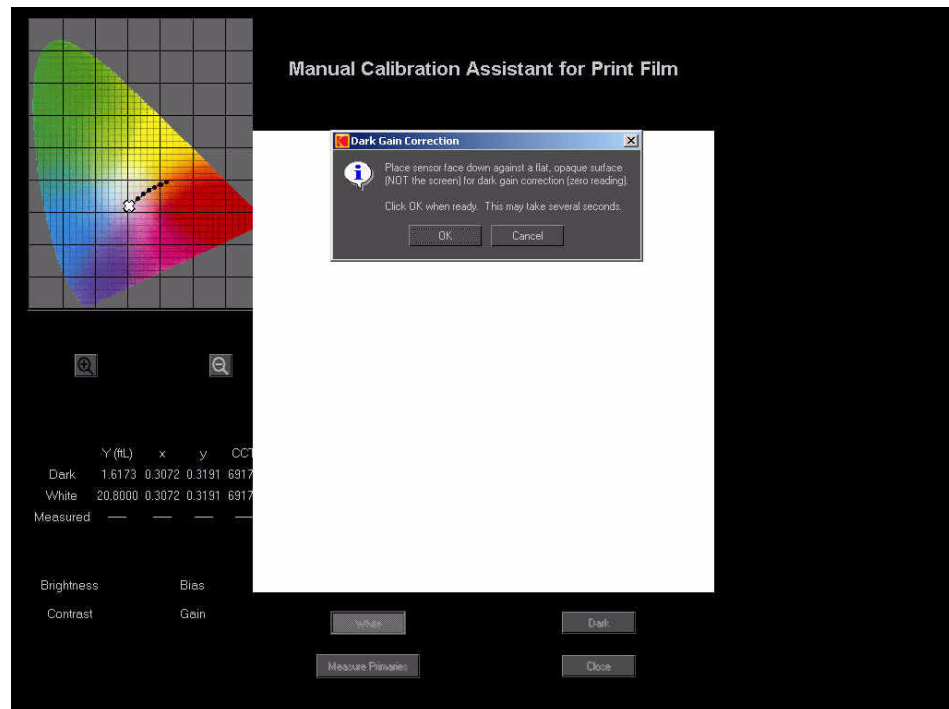 Manual Calibration Assistant for Print Film
Dark Gain Correction
Place sensor face down against a flat, opaque surface
(NOT the screen) for dark gain correction (zero reading).
Click OK when ready. This may take several seconds.
OK Cancel
Y (ftL) x y CCT
Dark 1.6173 0.3072 0.3191 6917
White 20.8000 0.3072 0.3191 6917
Measured — — — —
Brightness Bias
Contrast Gain
White Dark
Measure Primaries Close